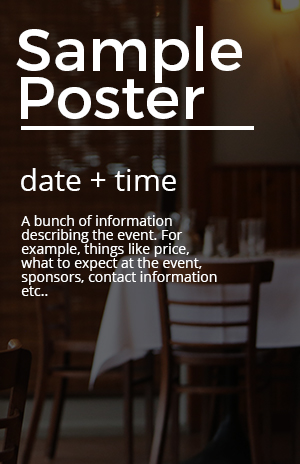 Sample
Poster
date + time
A bunch of information
describing the event. For
example, things like price,
what to expect at the event,
sponsors, contact information
etc..